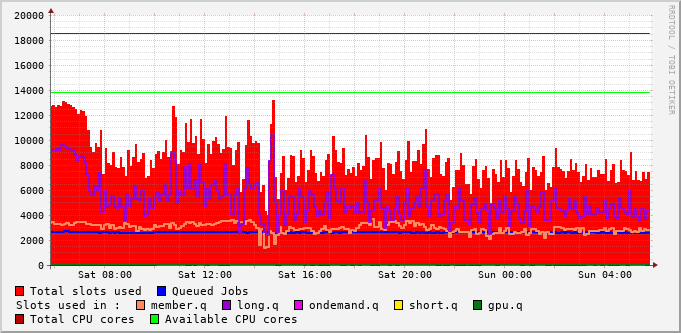 RRDTOOL / TOBI OETIKER
20000
18000
16000
14000
12000
10000
8000
6000
4000
2000
0
Sat 08:00 Sat 12:00 Sat 16:00 Sat 20:00 Sun 00:00 Sun 04:00
Total slots used Queued Jobs
Slots used in : member.q long.q ondemand.q short.q gpu.q
Total CPU cores Available CPU cores